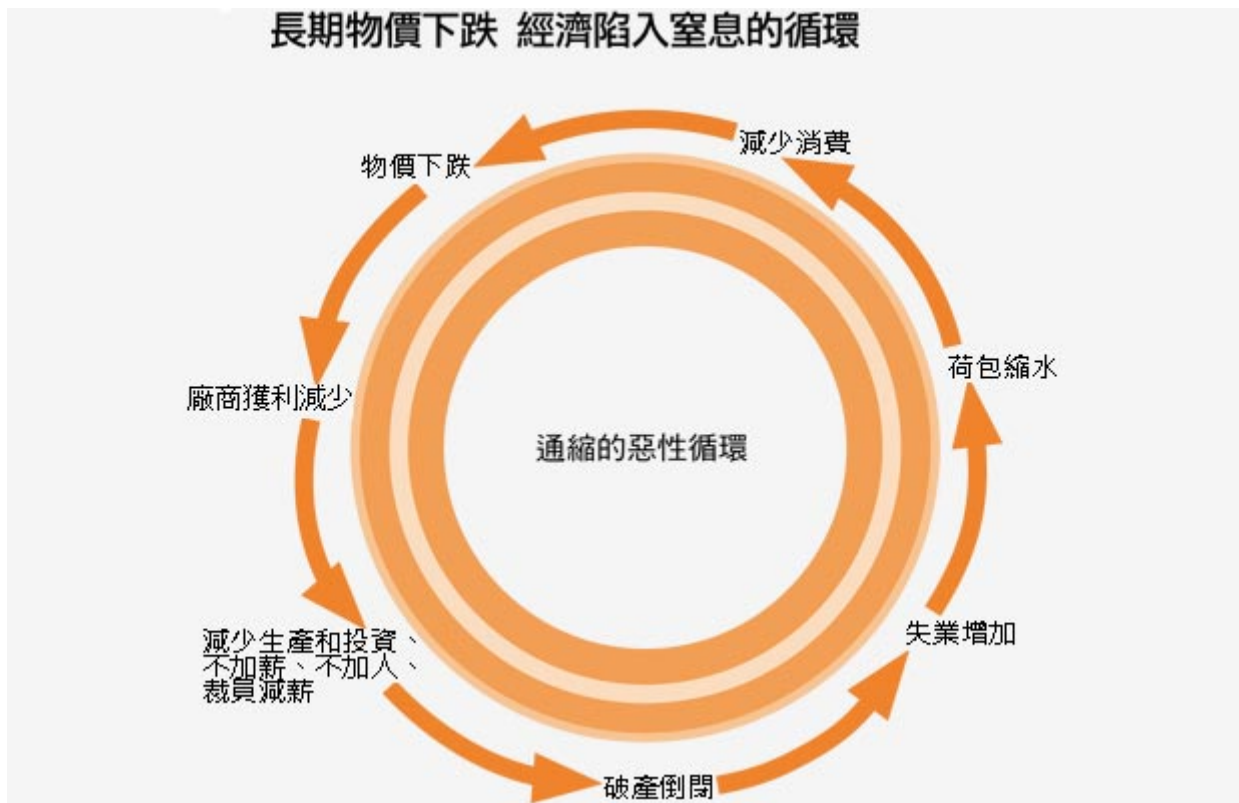 長期物價下跌 經濟陷入窒息的循環
減少消費
物價下跌
廠商獲利減少
減少生產和投資、
不加薪、不加人、
裁員減薪
破產倒閉
失業增加
荷包縮水
通縮的惡性循環